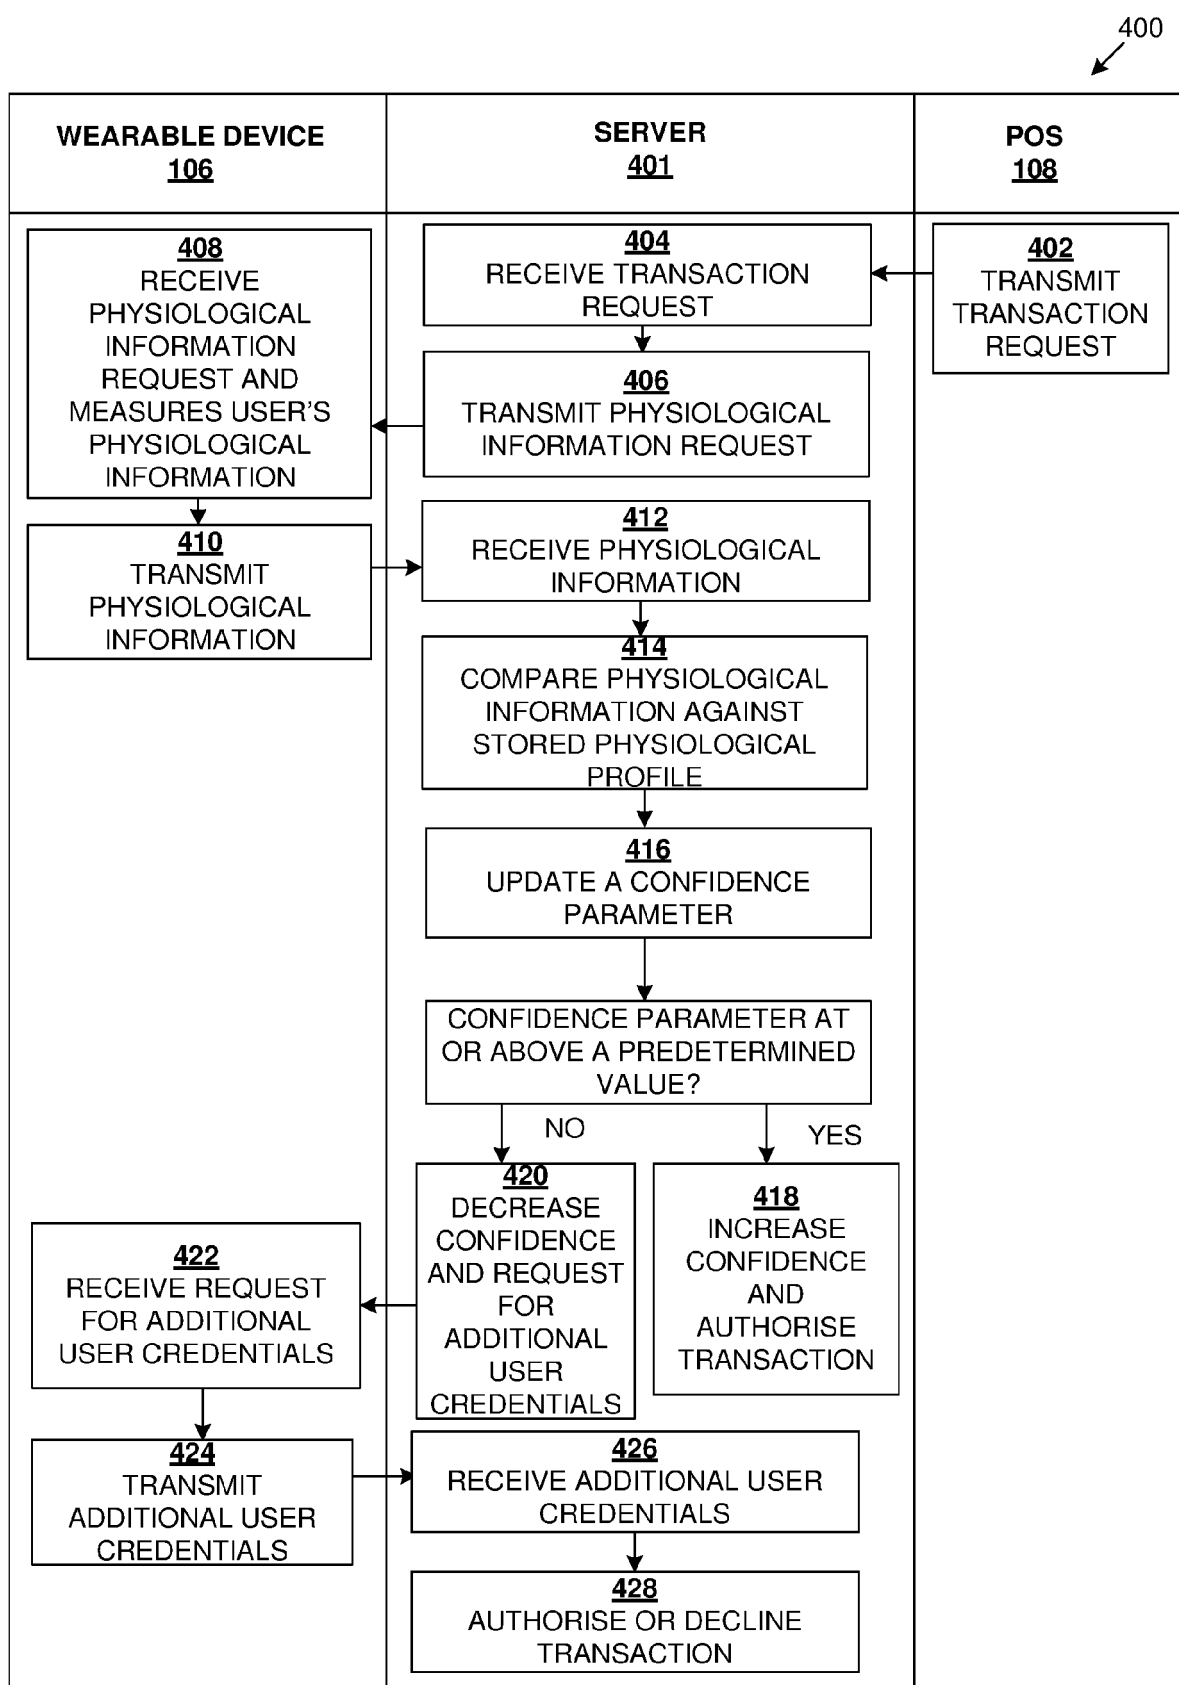 400
WEARABLE DEVICE
106
SERVER
401
POS
108
408
RECEIVE
PHYSIOLOGICAL
INFORMATION
REQUEST AND
MEASURES USER'S
PHYSIOLOGICAL
INFORMATION
404
RECEIVE TRANSACTION
REQUEST
402
TRANSMIT
TRANSACTION
REQUEST
406
TRANSMIT PHYSIOLOGICAL
INFORMATION REQUEST
410
TRANSMIT
PHYSIOLOGICAL
INFORMATION
412
RECEIVE PHYSIOLOGICAL
INFORMATION
414
COMPARE PHYSIOLOGICAL
INFORMATION AGAINST
STORED PHYSIOLOGICAL
PROFILE
416
UPDATE A CONFIDENCE
PARAMETER
CONFIDENCE PARAMETER AT
OR ABOVE A PREDETERMINED
VALUE?
NO
YES
420
DECREASE
CONFIDENCE
AND REQUEST
FOR
ADDITIONAL
USER
CREDENTIALS
418
INCREASE
CONFIDENCE
AND
AUTHORISE
TRANSACTION
422
RECEIVE REQUEST
FOR ADDITIONAL
USER CREDENTIALS
424
TRANSMIT
ADDITIONAL USER
CREDENTIALS
426
RECEIVE ADDITIONAL USER
CREDENTIALS
428
AUTHORISE OR DECLINE
TRANSACTION